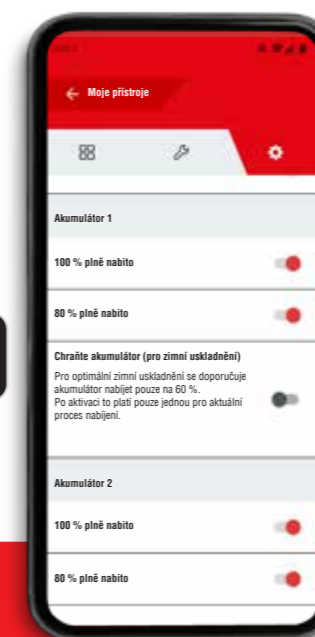 Moje přístroje
Akumulátor 1
100 % plně nabito
80 % plně nabito
Chraňte akumulátor (pro zimní uskladnění)
Pro optimální zimní uskladnění se doporučuje
akumulátor nabíjet pouze na 60 %.
Po aktivaci to platí pouze jednou pro aktuální
proces nabíjení.
Akumulátor 2
100 % plně nabito
80 % plně nabito